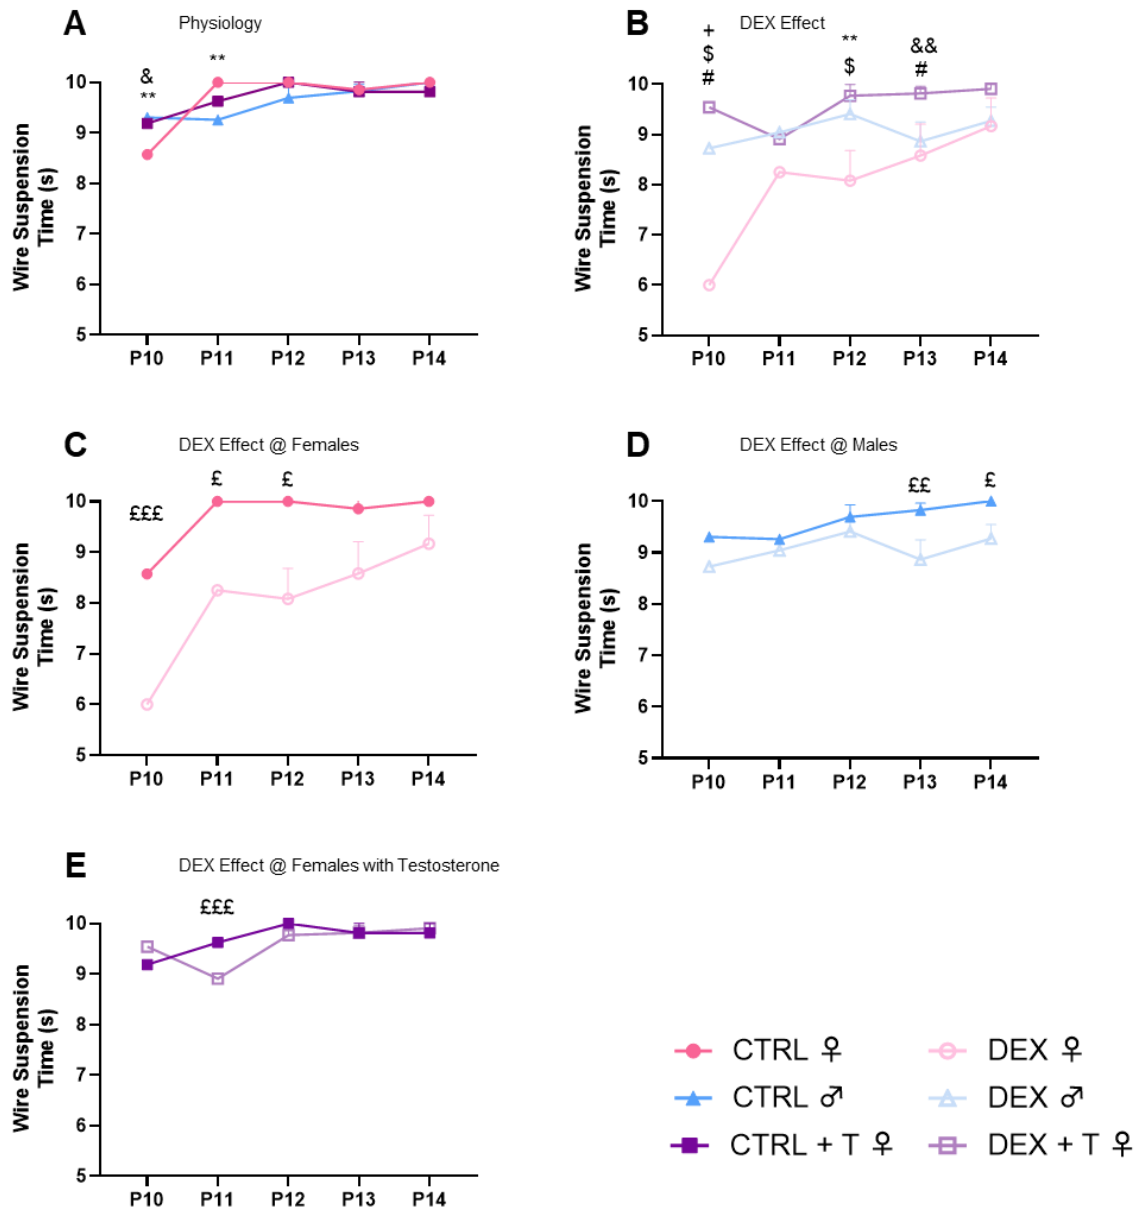 A Physiology
&
**
**
Wire Suspension
Time (s)
10
9
8
7
6
5
P10 P11 P12 P13 P14
B DEX Effect
+
$
#
**
$
&&
#
Wire Suspension
Time (s)
10
9
8
7
6
5
P10 P11 P12 P13 P14
C DEX Effect @ Females
£££
£
£
Wire Suspension
Time (s)
10
9
8
7
6
5
P10 P11 P12 P13 P14
D DEX Effect @ Males
££
£
Wire Suspension
Time (s)
10
9
8
7
6
5
P10 P11 P12 P13 P14
E DEX Effect @ Females with Testosterone
£££
Wire Suspension
Time (s)
10
9
8
7
6
5
P10 P11 P12 P13 P14
CTRL ♀
CTRL ♂
CTRL + T ♀
DEX ♀
DEX ♂
DEX + T ♀